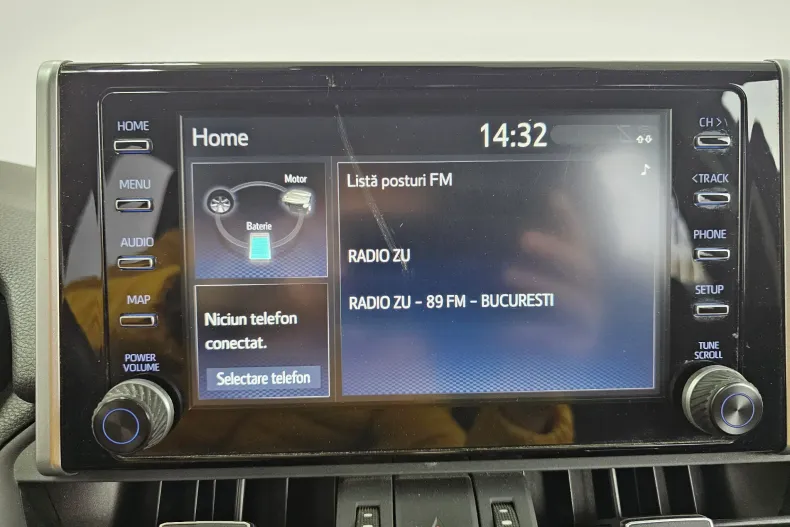 HOME
MENU
AUDIO
MAP
POWER
VOLUME
Home
14:32
Motor
Baterie
Niciun telefon
conectat.
Selectare telefon
Listă posturi FM
RADIO ZU
RADIO ZU - 89 FM - BUCURESTI
CH >
< TRACK
PHONE
SETUP
TUNE
SCROLL